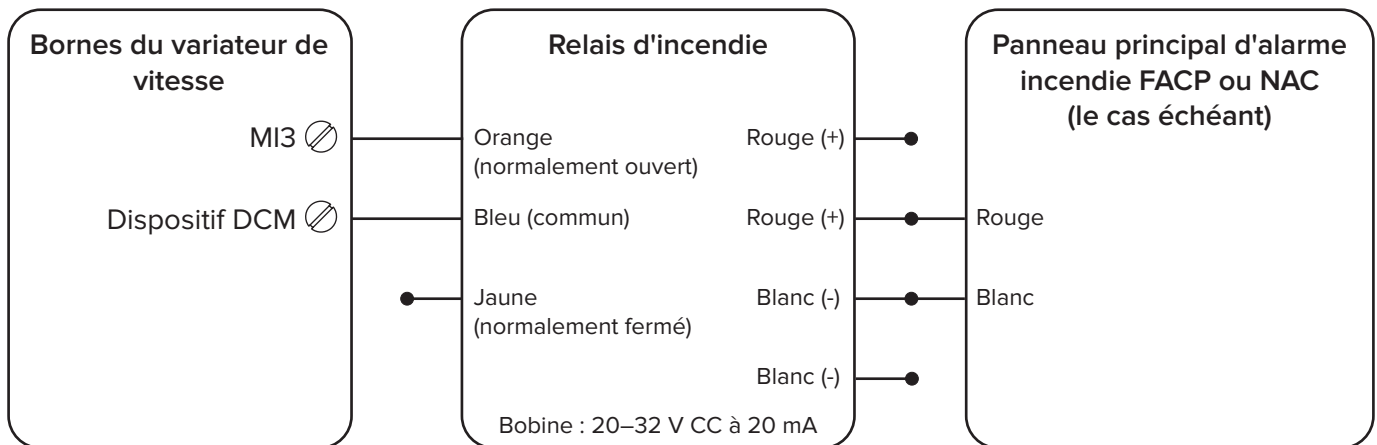 Bornes du variateur de
vitesse
MI3
Dispositif DCM
Relais d'incendie
Orange
(normalement ouvert)
Bleu (commun)
Jaune
(normalement fermé)
Rouge (+)
Rouge (+)
Blanc (-)
Blanc (-)
Bobine : 20–32 V CC à 20 mA
Panneau principal d'alarme
incendie FACP ou NAC
(le cas échéant)
Rouge
Blanc